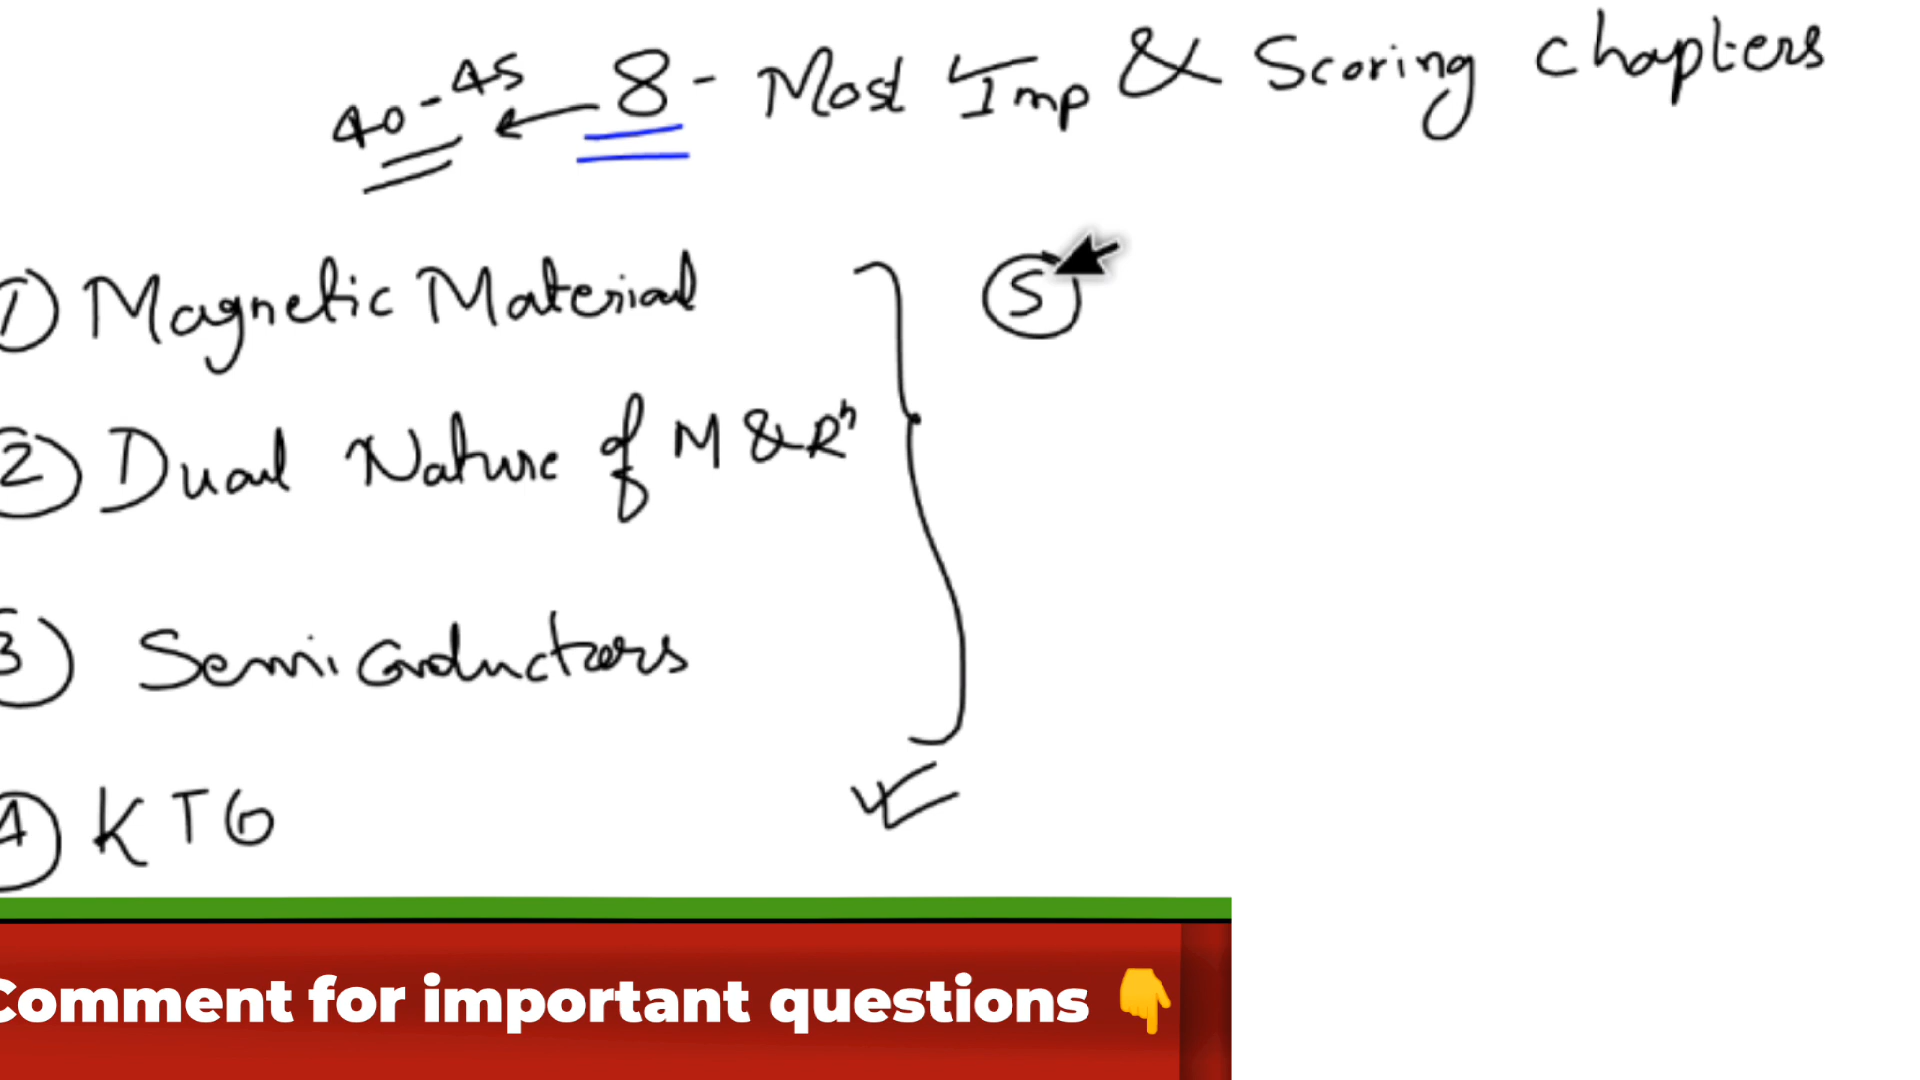 40-45 ← 8 - Most Imp & Scoring chapters
1) Magnetic Material
2) Dual Nature of M & Rⁿ
3) Semiconductors
4) KTG
5
Comment for important questions 👇